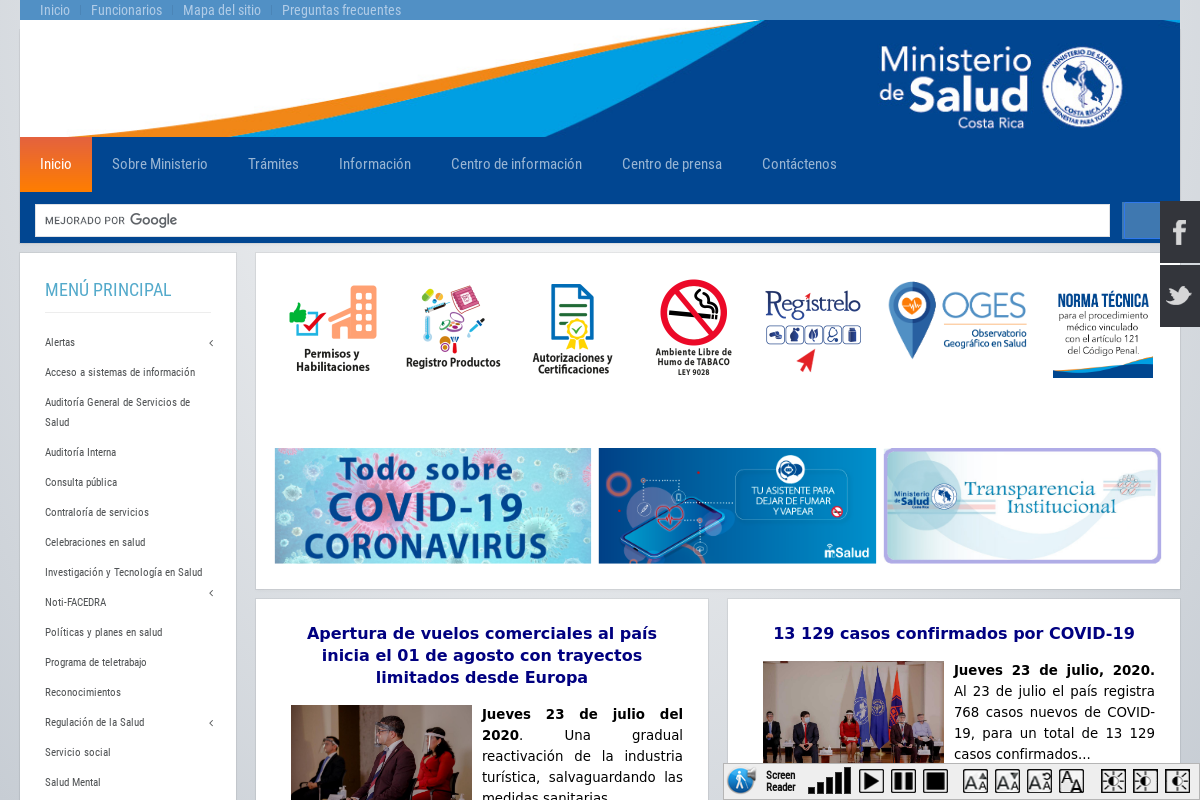 Inicio
Funcionarios
Mapa del sitio
Preguntas frecuentes
Ministerio
de Salud
Costa Rica
MINISTERIO DE SALUD
COSTA RICA
BIENESTAR PARA TODOS
Inicio
Sobre Ministerio
Trámites
Información
Centro de información
Centro de prensa
Contáctenos
MEJORADO POR Google
MENÚ PRINCIPAL
Alertas
Acceso a sistemas de información
Auditoría General de Servicios de
Salud
Auditoría Interna
Consulta pública
Contraloría de servicios
Celebraciones en salud
Investigación y Tecnología en Salud
Noti-FACEDRA
Políticas y planes en salud
Programa de teletrabajo
Reconocimientos
Regulación de la Salud
Servicio social
Salud Mental
Permisos y
Habilitaciones
Registro Productos
Autorizaciones y
Certificaciones
Ambiente Libre de
Humo de TABACO
LEY 9028
Regístrelo
OGES
Observatorio
Geográfico en Salud
NORMA TÉCNICA
para el procedimiento
médico vinculado
con el artículo 121
del Código Penal.
Todo sobre
COVID-19
CORONAVIRUS
TU ASISTENTE PARA
DEJAR DE FUMAR
Y VAPEAR
mSalud
Ministerio
de Salud
Costa Rica
Transparencia
Institucional
Apertura de vuelos comerciales al país
inicia el 01 de agosto con trayectos
limitados desde Europa
Jueves 23 de julio del
2020. Una gradual
reactivación de la industria
turística, salvaguardando las
medidas sanitarias
13 129 casos confirmados por COVID-19
Jueves 23 de julio, 2020.
Al 23 de julio el país registra
768 casos nuevos de COVID-
19, para un total de 13 129
casos confirmados...
Screen
Reader